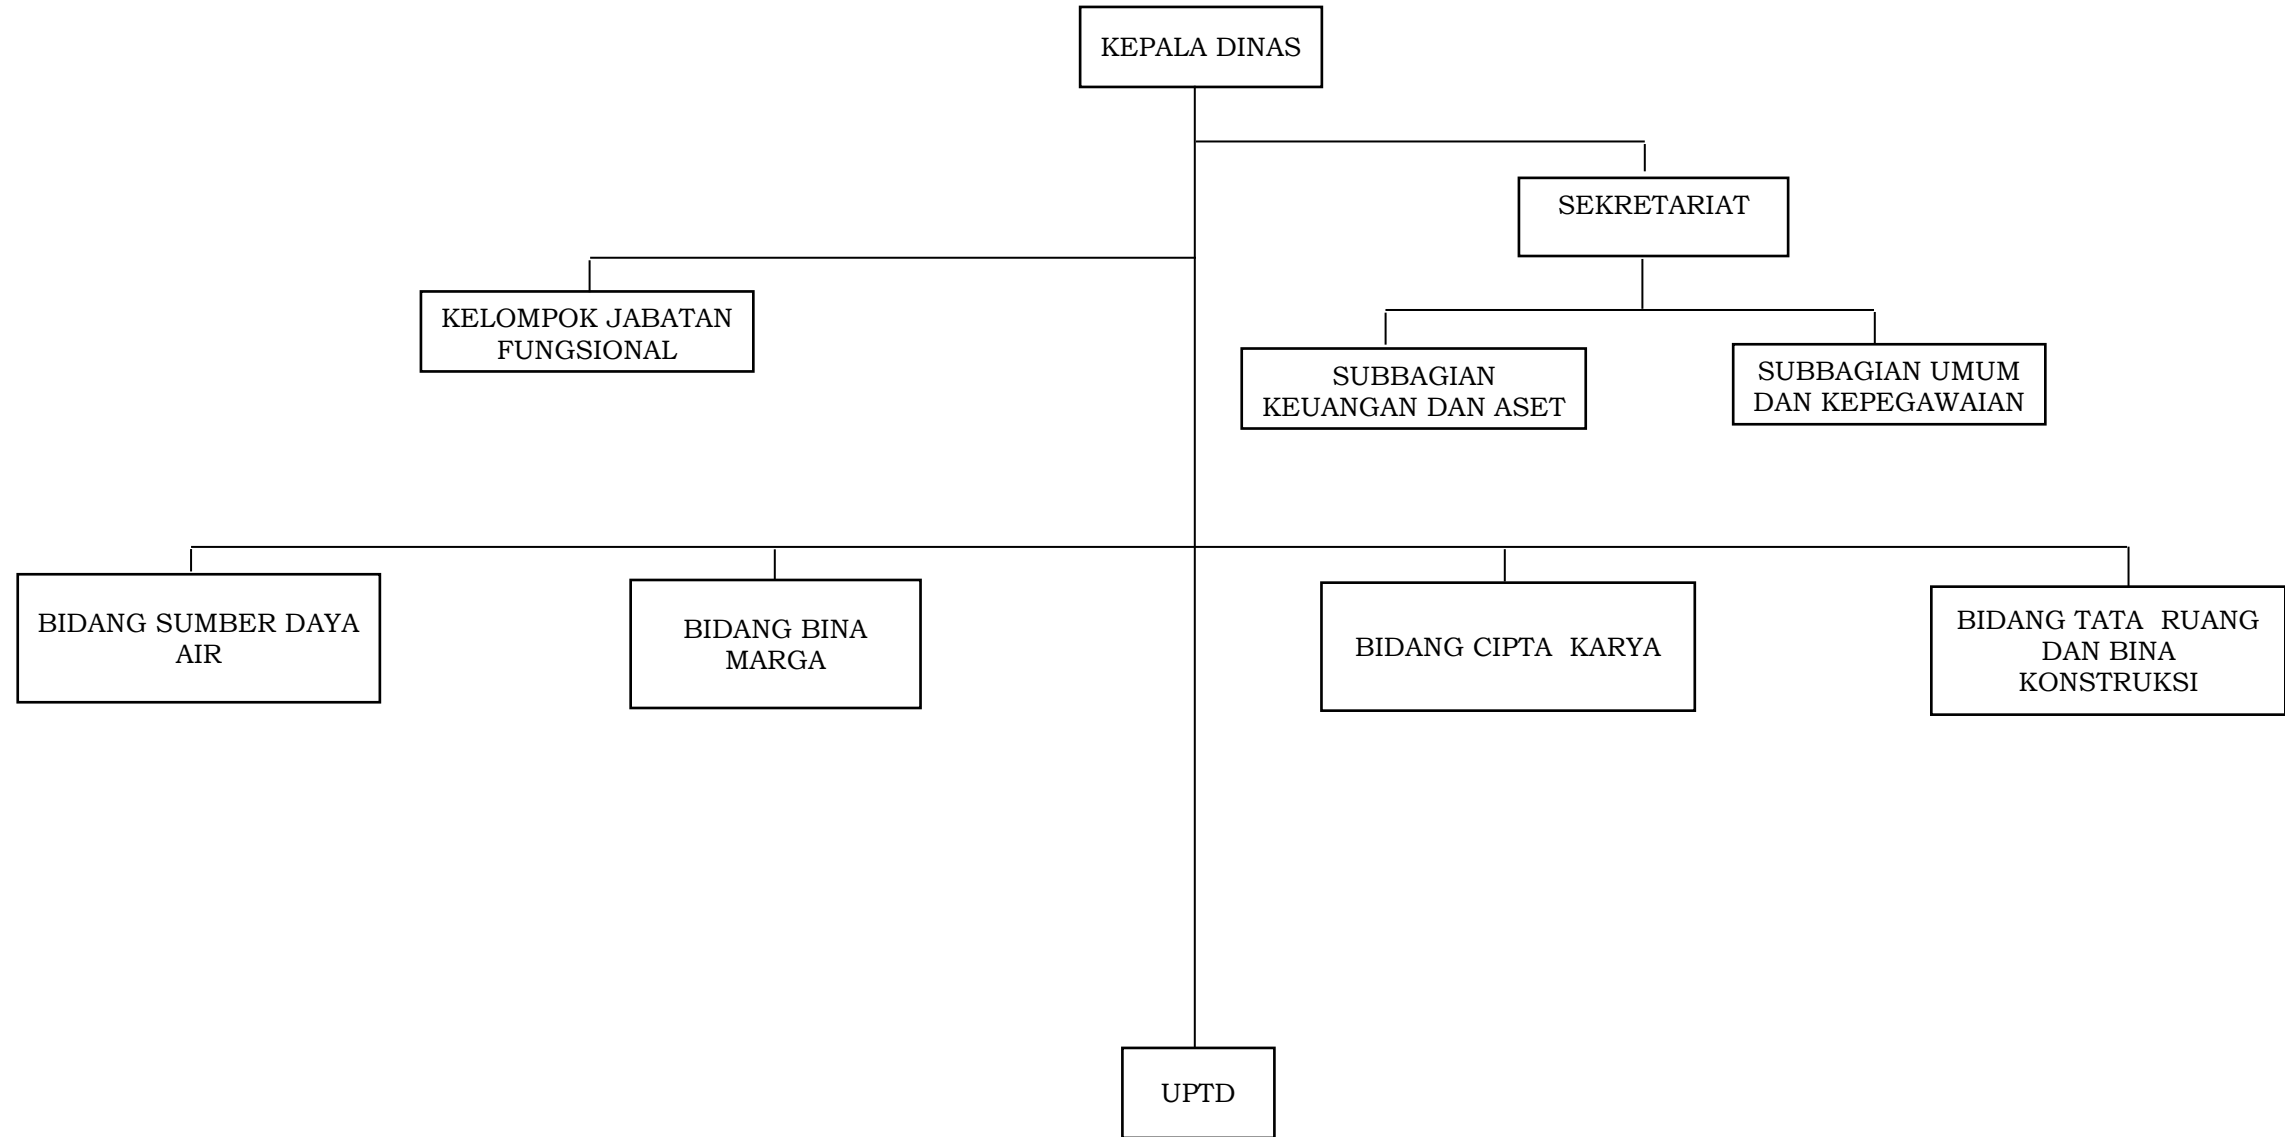 KEPALA DINAS
SEKRETARIAT
KELOMPOK JABATAN
FUNGSIONAL
SUBBAGIAN
KEUANGAN DAN ASET
SUBBAGIAN UMUM
DAN KEPEGAWAIAN
BIDANG SUMBER DAYA
AIR
BIDANG BINA
MARGA
BIDANG CIPTA  KARYA
BIDANG TATA  RUANG
DAN BINA
KONSTRUKSI
UPTD